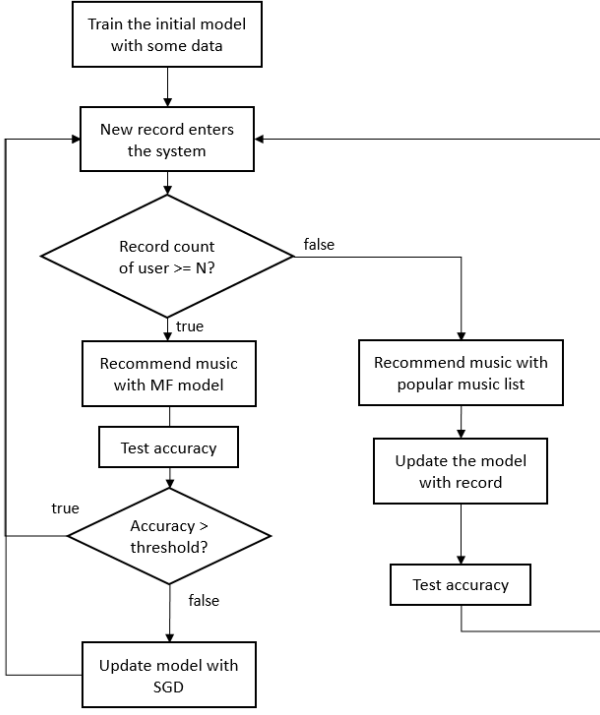 Train the initial model
with some data
New record enters
the system
Record count
of user >= N?
false
true
Recommend music
with MF model
Recommend music with
popular music list
Test accuracy
Update the model
with record
true
Accuracy >
threshold?
Test accuracy
false
Update model with
SGD